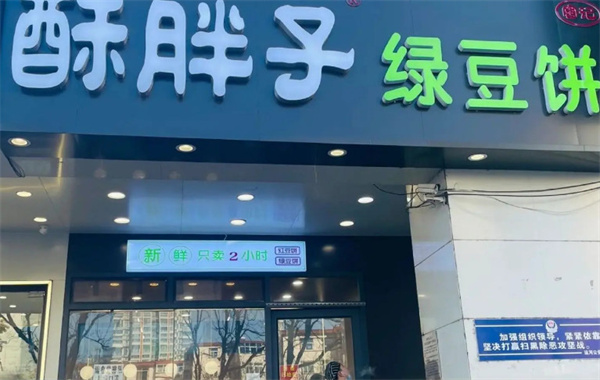 酥胖子
绿豆饼
新鲜只卖2小时
红豆饼
绿豆饼
加强组织领导，紧紧依靠
坚决打赢扫黑除恶攻坚战。